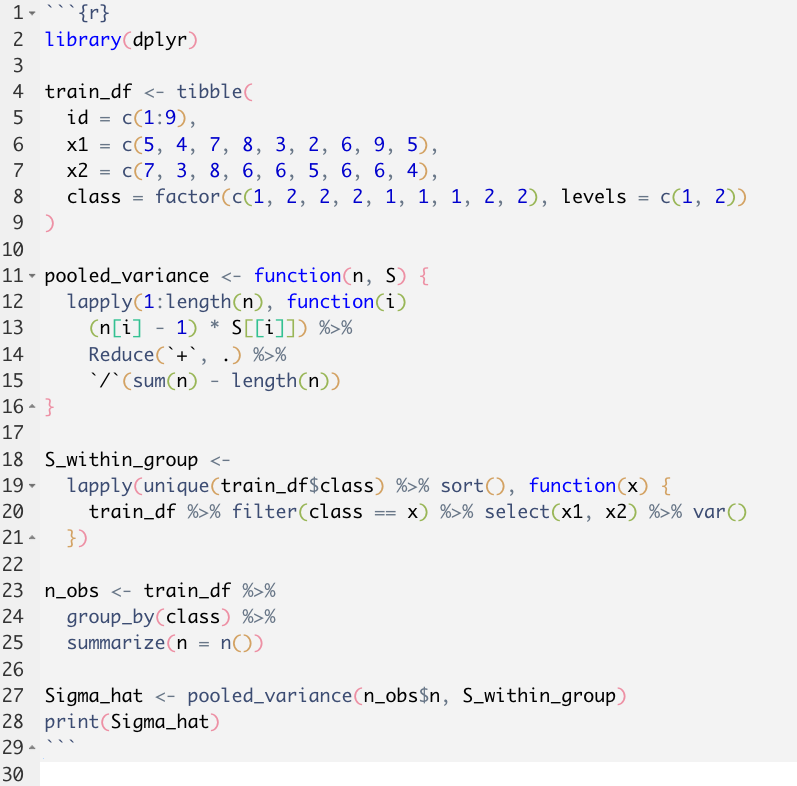 1 ```{r}
2 library(dplyr)
3
4 train_df <- tibble(
5   id = c(1:9),
6   x1 = c(5, 4, 7, 8, 3, 2, 6, 9, 5),
7   x2 = c(7, 3, 8, 6, 6, 5, 6, 6, 4),
8   class = factor(c(1, 2, 2, 2, 1, 1, 1, 2, 2), levels = c(1, 2))
9 )
10
11 pooled_variance <- function(n, S) {
12   lapply(1:length(n), function(i)
13     (n[i] - 1) * S[[i]]) %>%
14     Reduce(`+`, .) %>%
15     `/`(sum(n) - length(n))
16 }
17
18 S_within_group <-
19   lapply(unique(train_df$class) %>% sort(), function(x) {
20     train_df %>% filter(class == x) %>% select(x1, x2) %>% var()
21   })
22
23 n_obs <- train_df %>%
24   group_by(class) %>%
25   summarize(n = n())
26
27 Sigma_hat <- pooled_variance(n_obs$n, S_within_group)
28 print(Sigma_hat)
29 ```
30